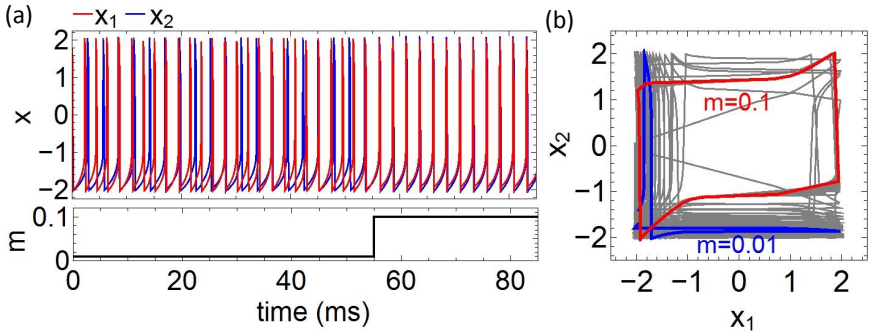 (a)
x₁ x₂
x
2
1
0
−1
−2
m
0.1
0
0 20 40 60 80
time (ms)
(b)
x₂
2
1
0
−1
−2
m=0.1
m=0.01
−2 −1 0 1 2
x₁